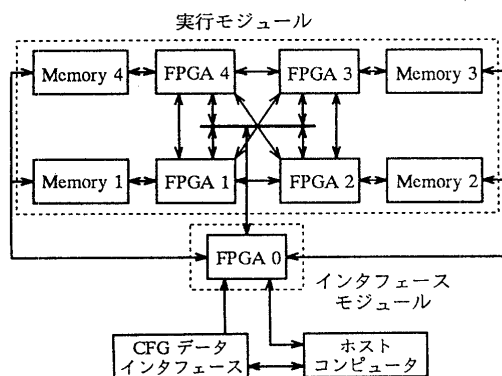 実行モジュール
Memory 4
FPGA 4
FPGA 3
Memory 3
Memory 1
FPGA 1
FPGA 2
Memory 2
FPGA 0
インタフェース
モジュール
CFG データ
インタフェース
ホスト
コンピュータ